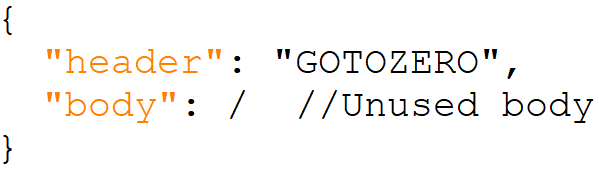 {
"header": "GOTOZERO",
"body": / //Unused body
}